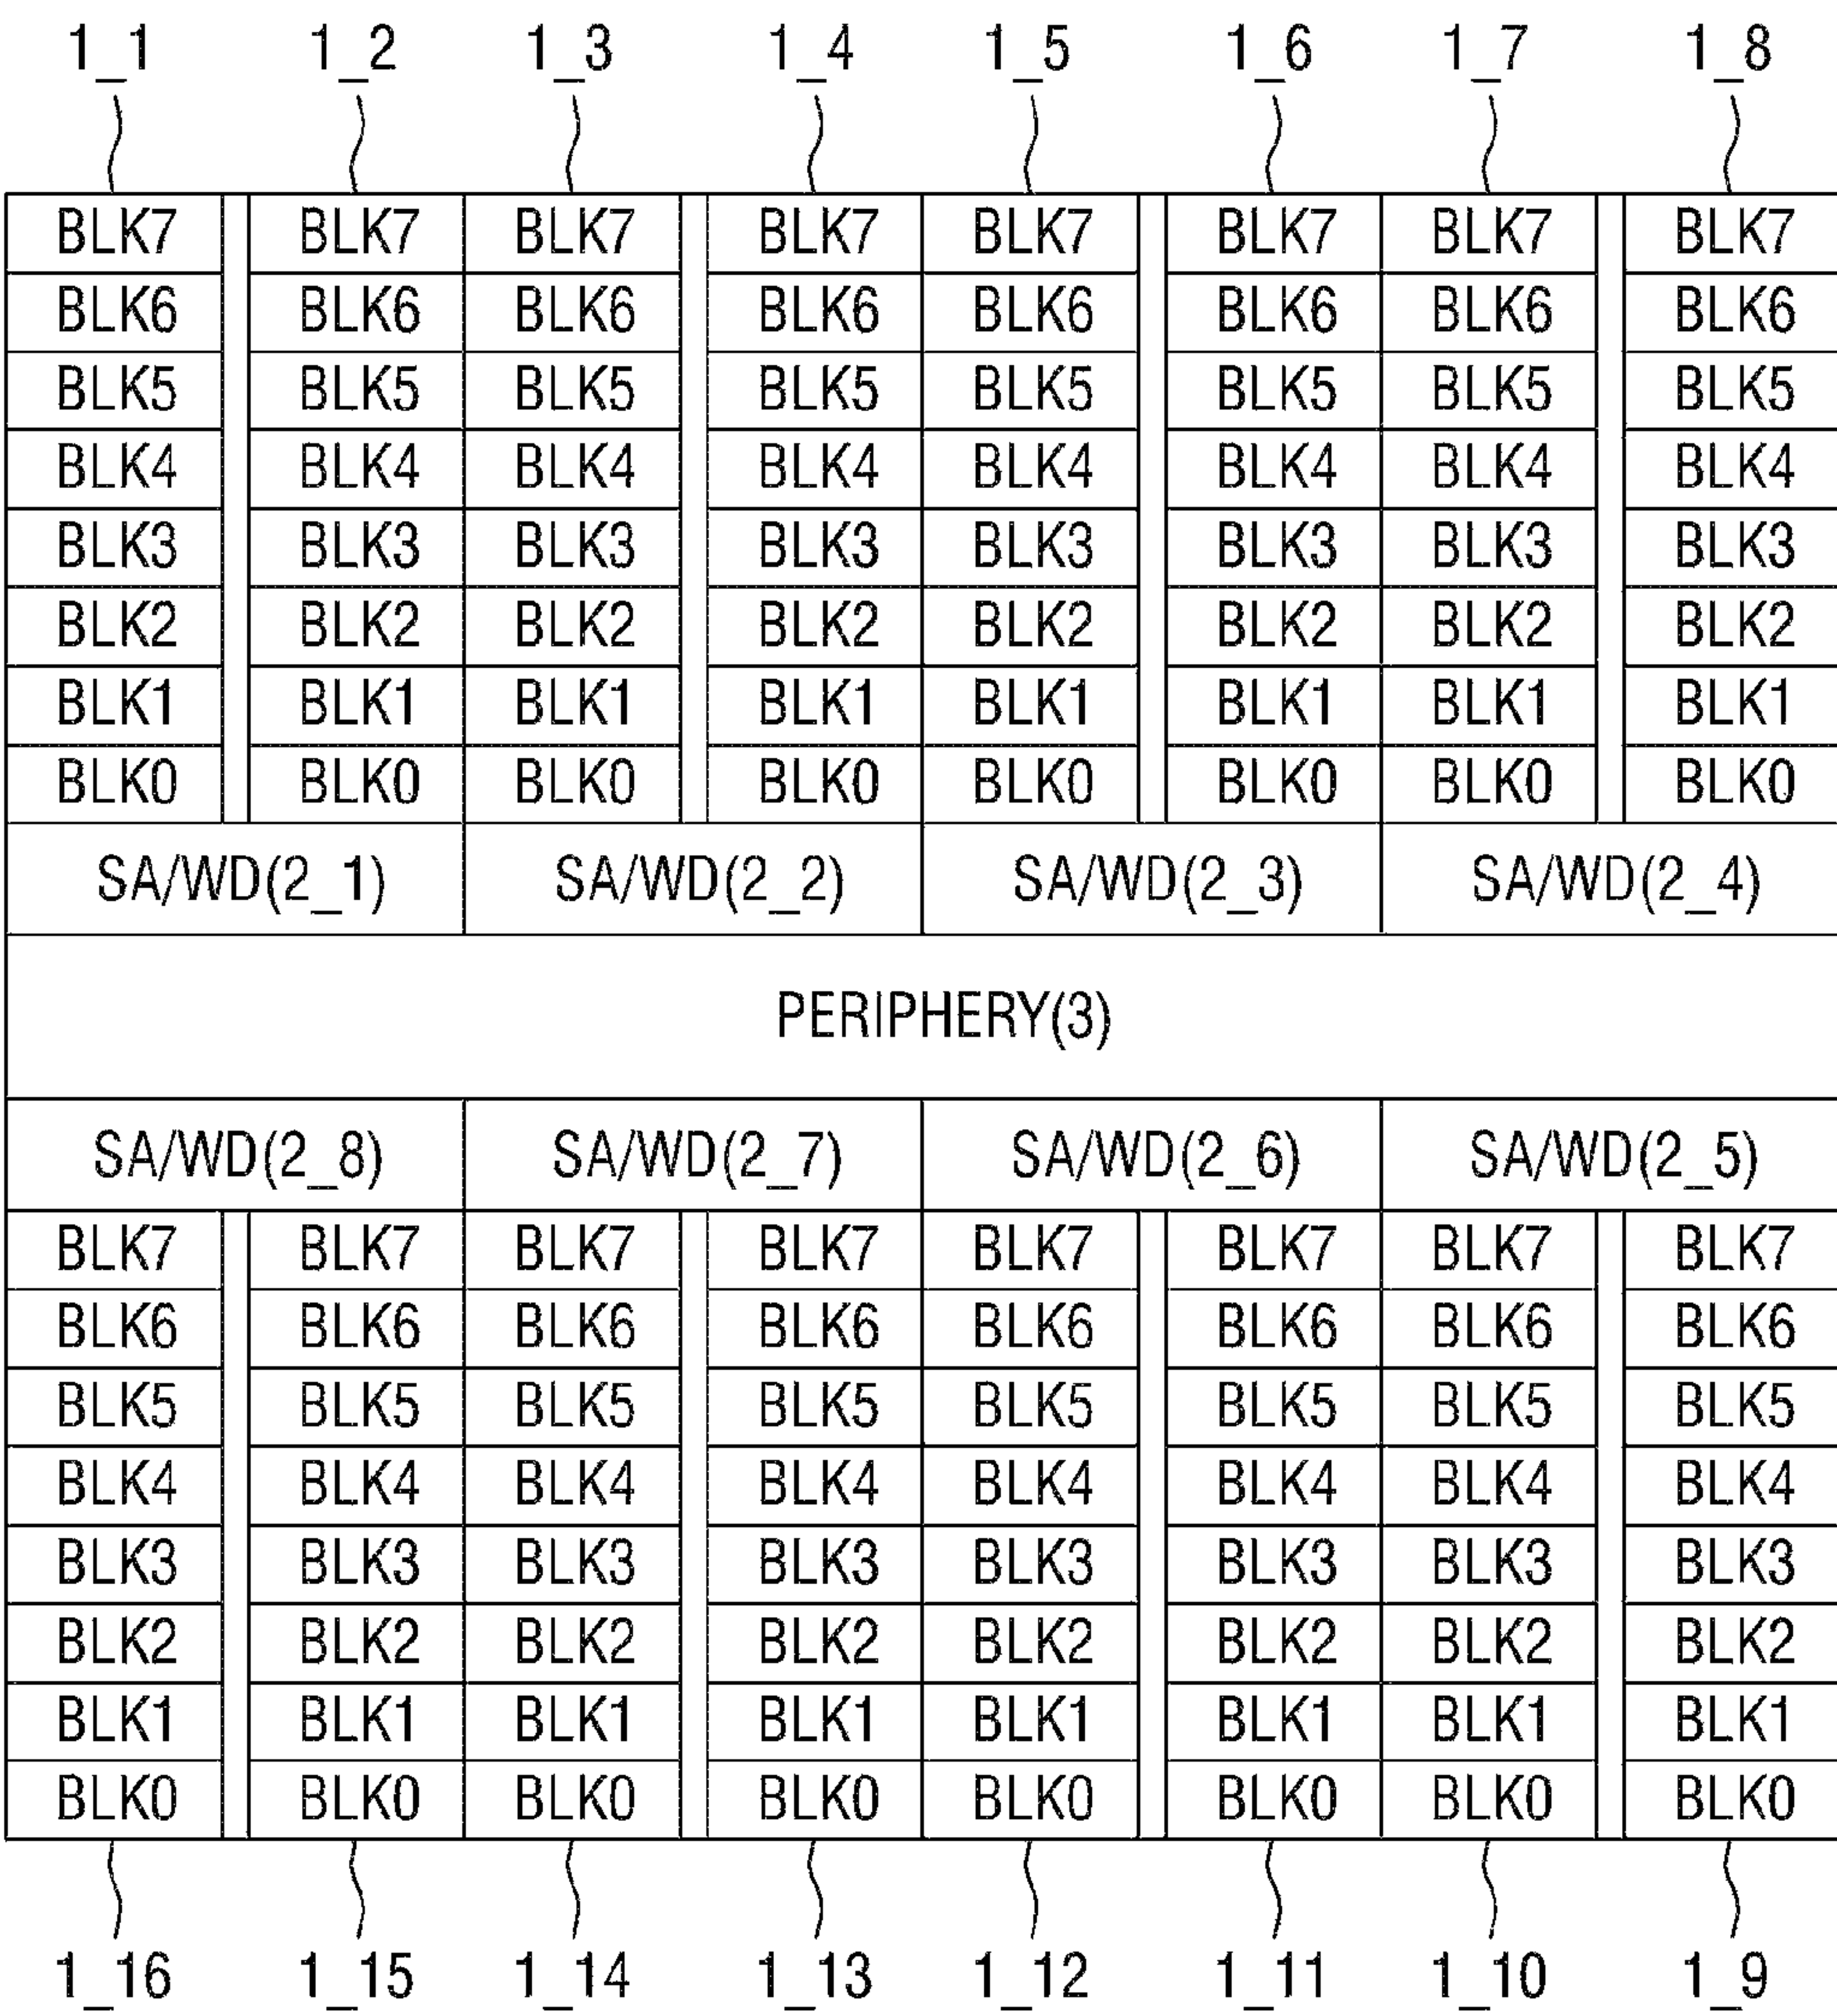 1_1 1_2 1_3 1_4 1_5 1_6 1_7 1_8
BLK7 BLK7 BLK7 BLK7 BLK7 BLK7 BLK7 BLK7
BLK6 BLK6 BLK6 BLK6 BLK6 BLK6 BLK6 BLK6
BLK5 BLK5 BLK5 BLK5 BLK5 BLK5 BLK5 BLK5
BLK4 BLK4 BLK4 BLK4 BLK4 BLK4 BLK4 BLK4
BLK3 BLK3 BLK3 BLK3 BLK3 BLK3 BLK3 BLK3
BLK2 BLK2 BLK2 BLK2 BLK2 BLK2 BLK2 BLK2
BLK1 BLK1 BLK1 BLK1 BLK1 BLK1 BLK1 BLK1
BLK0 BLK0 BLK0 BLK0 BLK0 BLK0 BLK0 BLK0
SA/WD(2_1) SA/WD(2_2) SA/WD(2_3) SA/WD(2_4)
PERIPHERY(3)
SA/WD(2_8) SA/WD(2_7) SA/WD(2_6) SA/WD(2_5)
BLK7 BLK7 BLK7 BLK7 BLK7 BLK7 BLK7 BLK7
BLK6 BLK6 BLK6 BLK6 BLK6 BLK6 BLK6 BLK6
BLK5 BLK5 BLK5 BLK5 BLK5 BLK5 BLK5 BLK5
BLK4 BLK4 BLK4 BLK4 BLK4 BLK4 BLK4 BLK4
BLK3 BLK3 BLK3 BLK3 BLK3 BLK3 BLK3 BLK3
BLK2 BLK2 BLK2 BLK2 BLK2 BLK2 BLK2 BLK2
BLK1 BLK1 BLK1 BLK1 BLK1 BLK1 BLK1 BLK1
BLK0 BLK0 BLK0 BLK0 BLK0 BLK0 BLK0 BLK0
1_16 1_15 1_14 1_13 1_12 1_11 1_10 1_9